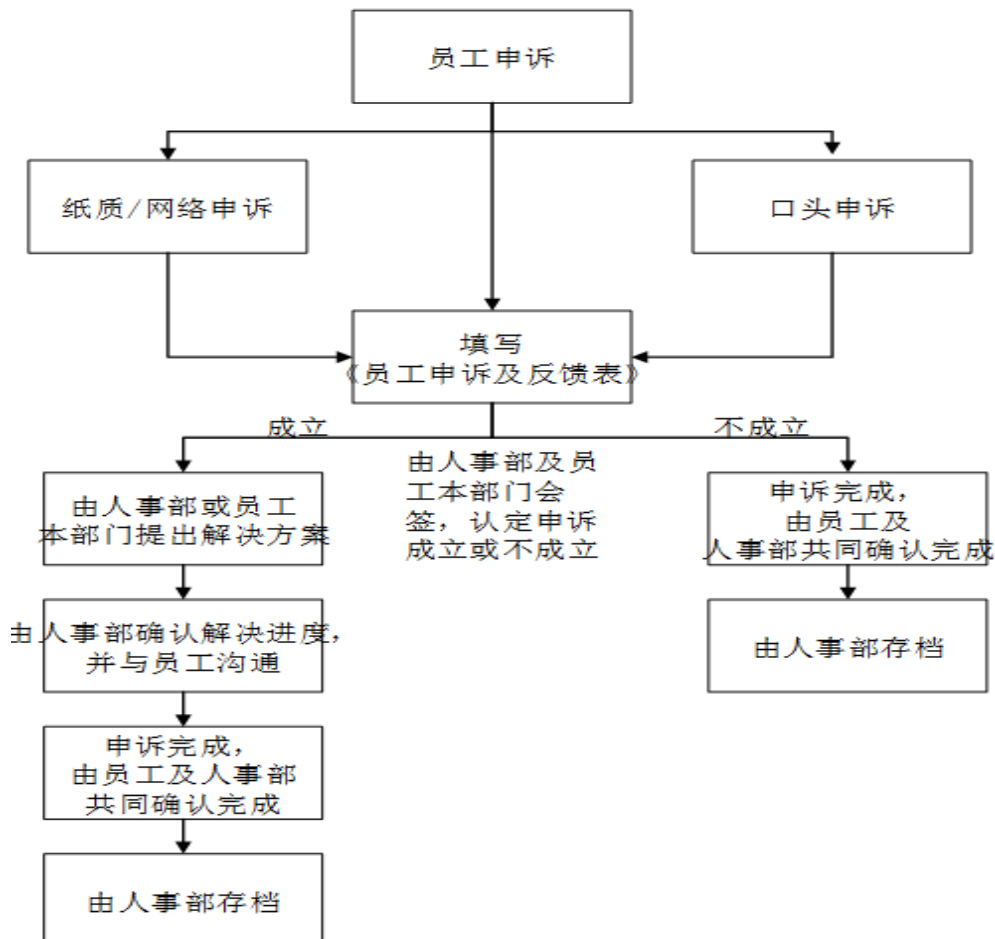 员工申诉
纸质/网络申诉
口头申诉
填写
《员工申诉及反馈表》
成立
不成立
由人事部及员
工本部门会
签，认定申诉
成立或不成立
由人事部或员工
本部门提出解决方案
申诉完成，
由员工及
人事部共同确认完成
由人事部确认解决进度，
并与员工沟通
由人事部存档
申诉完成，
由员工及人事部
共同确认完成
由人事部存档